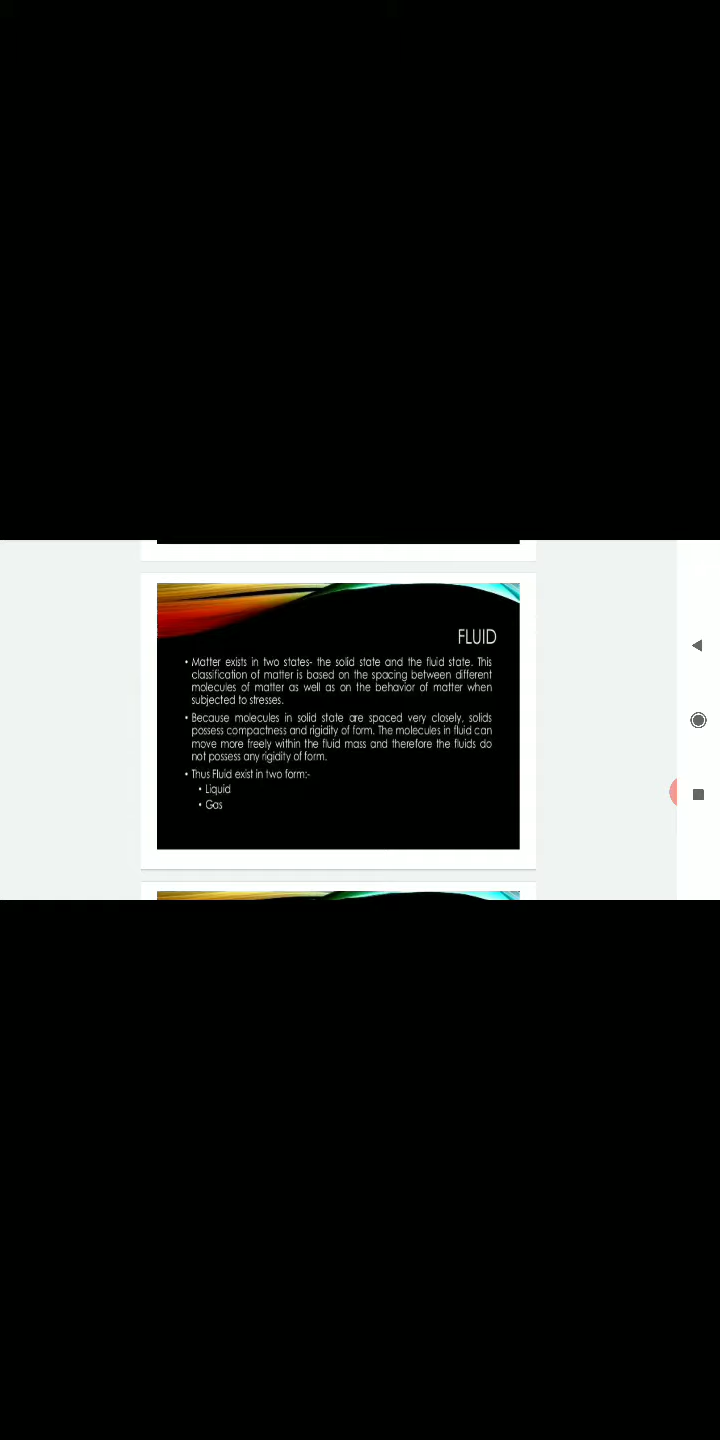 FLUID
• Matter exists in two states- the solid state and the fluid state. This
classification of matter is based on the spacing between different
molecules of matter as well as on the behavior of matter when
subjected to stresses.
• Because molecules in solid state are spaced very closely, solids
possess compactness and rigidity of form. The molecules in fluid can
move more freely within the fluid mass and therefore the fluids do
not possess any rigidity of form.
• Thus Fluid exist in two form:-
• Liquid
• Gas